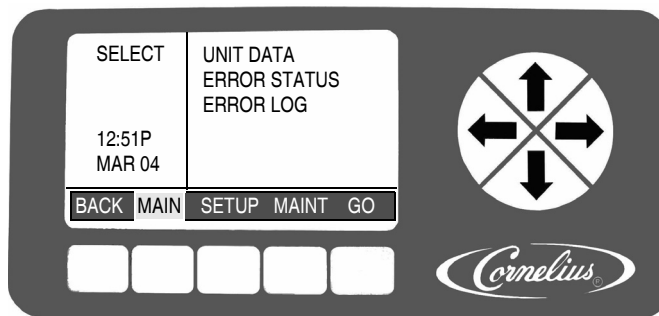 SELECT
UNIT DATA
ERROR STATUS
ERROR LOG
12:51P
MAR 04
BACK MAIN SETUP MAINT GO
Cornelius®